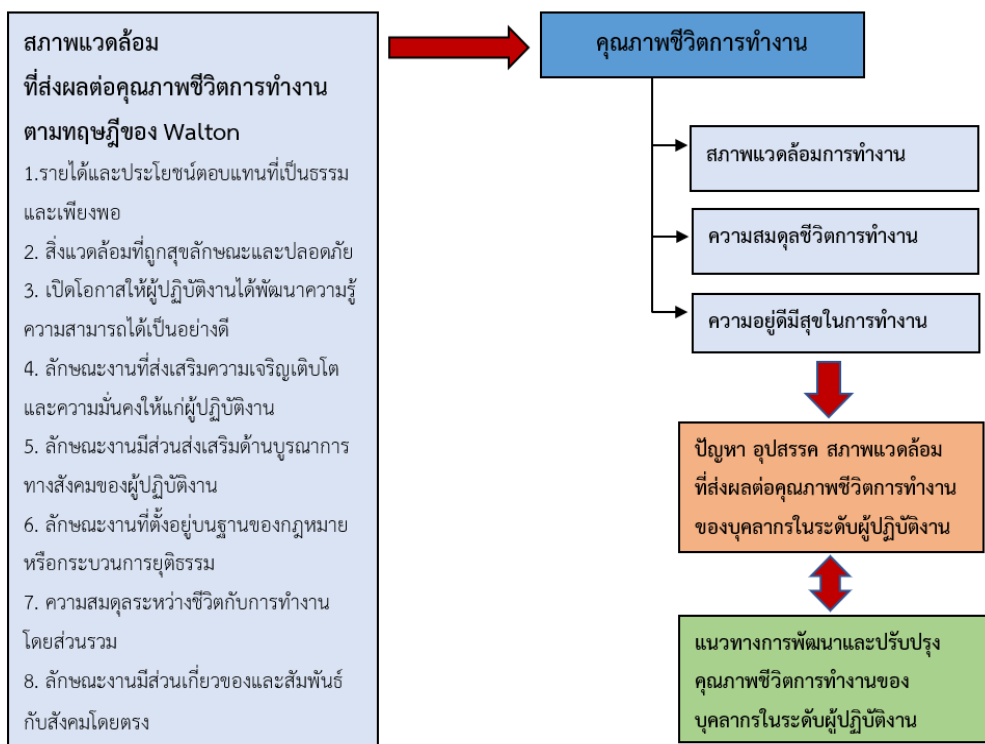 สภาพแวดล้อม
ที่ส่งผลต่อคุณภาพชีวิตการทำงาน
ตามทฤษฎีของ Walton
1.รายได้และประโยชน์ตอบแทนที่เป็นธรรม
และเพียงพอ
2. สิ่งแวดล้อมที่ถูกสุขลักษณะและปลอดภัย
3. เปิดโอกาสให้ผู้ปฏิบัติงานได้พัฒนาความรู้
ความสามารถได้เป็นอย่างดี
4. ลักษณะงานที่ส่งเสริมความเจริญเติบโต
และความมั่นคงให้แก่ผู้ปฏิบัติงาน
5. ลักษณะงานมีส่วนส่งเสริมด้านบูรณาการ
ทางสังคมของผู้ปฏิบัติงาน
6. ลักษณะงานที่ตั้งอยู่บนฐานของกฎหมาย
หรือกระบวนการยุติธรรม
7. ความสมดุลระหว่างชีวิตกับการทำงาน
โดยส่วนรวม
8. ลักษณะงานมีส่วนเกี่ยวของและสัมพันธ์
กับสังคมโดยตรง
คุณภาพชีวิตการทำงาน
สภาพแวดล้อมการทำงาน
ความสมดุลชีวิตการทำงาน
ความอยู่ดีมีสุขในการทำงาน
ปัญหา อุปสรรค สภาพแวดล้อม
ที่ส่งผลต่อคุณภาพชีวิตการทำงาน
ของบุคลากรในระดับผู้ปฏิบัติงาน
แนวทางการพัฒนาและปรับปรุง
คุณภาพชีวิตการทำงานของ
บุคลากรในระดับผู้ปฏิบัติงาน